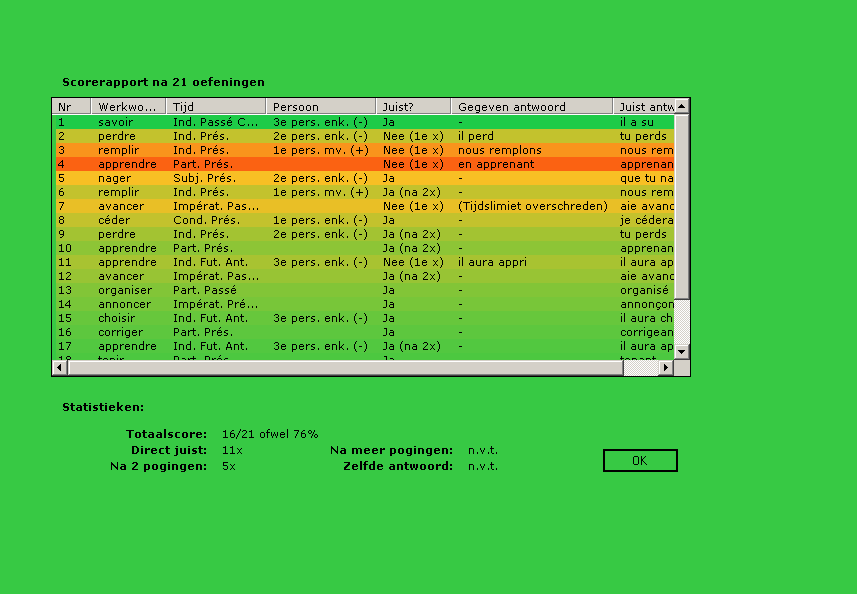 Scorerapport na 21 oefeningen
Nr Werkwo... Tijd Persoon Juist? Gegeven antwoord Juist antw
1 savoir Ind. Passé C... 3e pers. enk. (-) Ja - il a su
2 perdre Ind. Prés. 2e pers. enk. (-) Nee (1e x) il perd tu perds
3 remplir Ind. Prés. 1e pers. mv. (+) Nee (1e x) nous remplons nous rem
4 apprendre Part. Prés. Nee (1e x) en apprenant apprenan
5 nager Subj. Prés. 2e pers. enk. (-) Ja - que tu na
6 remplir Ind. Prés. 1e pers. mv. (+) Ja (na 2x) - nous rem
7 avancer Impérat. Pas... Nee (1e x) (Tijdslimiet overschreden) aie avanc
8 céder Cond. Prés. 1e pers. enk. (-) Ja - je cédera
9 perdre Ind. Prés. 2e pers. enk. (-) Ja (na 2x) - tu perds
10 apprendre Part. Prés. Ja (na 2x) - apprenan
11 apprendre Ind. Fut. Ant. 3e pers. enk. (-) Nee (1e x) il aura appri il aura ap
12 avancer Impérat. Pas... Ja (na 2x) - aie avanc
13 organiser Part. Passé Ja - organisé
14 annoncer Impérat. Pré... Ja - annonçon
15 choisir Ind. Fut. Ant. 3e pers. enk. (-) Ja - il aura ch
16 corriger Part. Prés. Ja - corrigean
17 apprendre Ind. Fut. Ant. 3e pers. enk. (-) Ja (na 2x) - il aura ap
18 tenir Part. Prés. Ja - tenant
Statistieken:
Totaalscore: 16/21 ofwel 76%
Direct juist: 11x Na meer pogingen: n.v.t.
Na 2 pogingen: 5x Zelfde antwoord: n.v.t.
OK